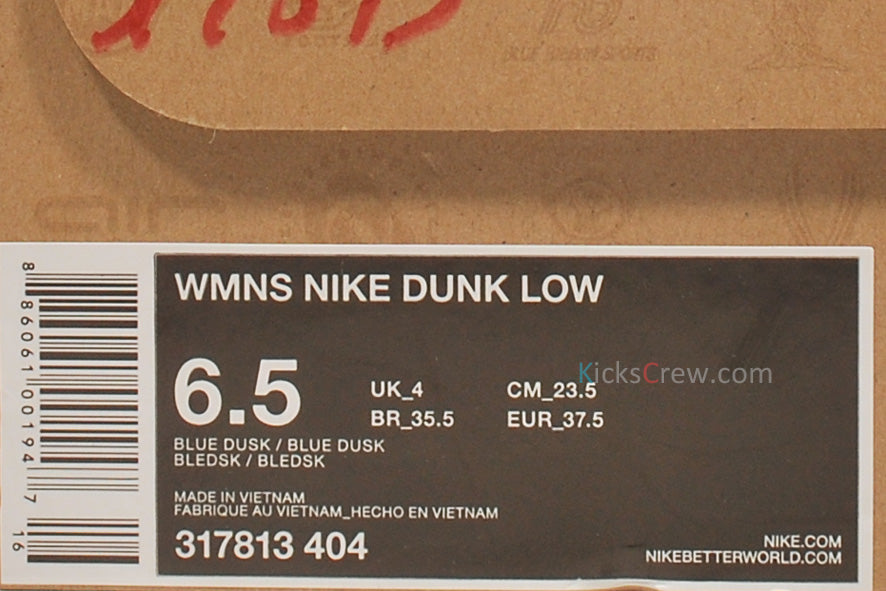 WMNS NIKE DUNK LOW
6.5
UK_4 CM_23.5
BR_35.5 EUR_37.5
KicksCrew.com
BLUE DUSK / BLUE DUSK
BLEDSK / BLEDSK
MADE IN VIETNAM
FABRIQUE AU VIETNAM_HECHO EN VIETNAM
317813 404
NIKE.COM
NIKEBETTERWORLD.COM
8 86061 00194 7
16